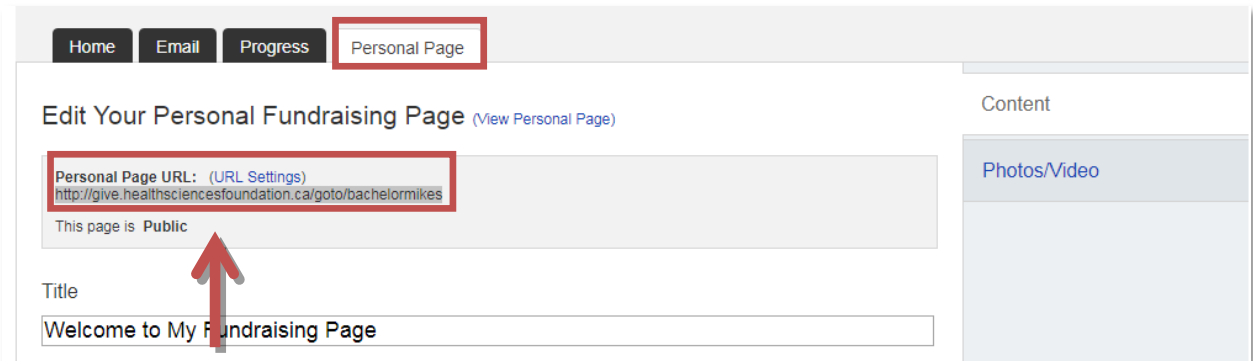 Home Email Progress Personal Page
Edit Your Personal Fundraising Page (View Personal Page)
Personal Page URL: (URL Settings)
http://give.healthsciencesfoundation.ca/goto/bachelormikes
This page is Public
Title
Welcome to My Fundraising Page
Content
Photos/Video